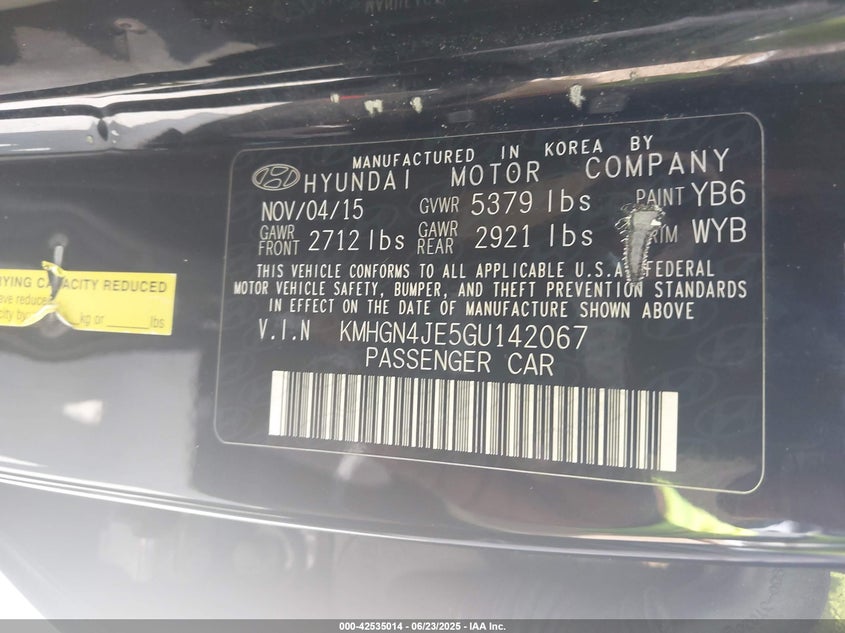 MANUFACTURED IN KOREA BY
HYUNDAI MOTOR COMPANY
NOV/04/15 GVWR 5379 lbs PAINT YB6
GAWR FRONT 2712 lbs GAWR REAR 2921 lbs WYB
THIS VEHICLE CONFORMS TO ALL APPLICABLE U.S.A FEDERAL
MOTOR VEHICLE SAFETY, BUMPER, AND THEFT PREVENTION STANDARDS
IN EFFECT ON THE DATE OF MANUFACTURE SHOWN ABOVE
V.I.N KMHGN4JE5GU142067
PASSENGER CAR
CITY REDUCED
kg or ____ lbs
000-42535014 - 06/23/2025 - IAA Inc.